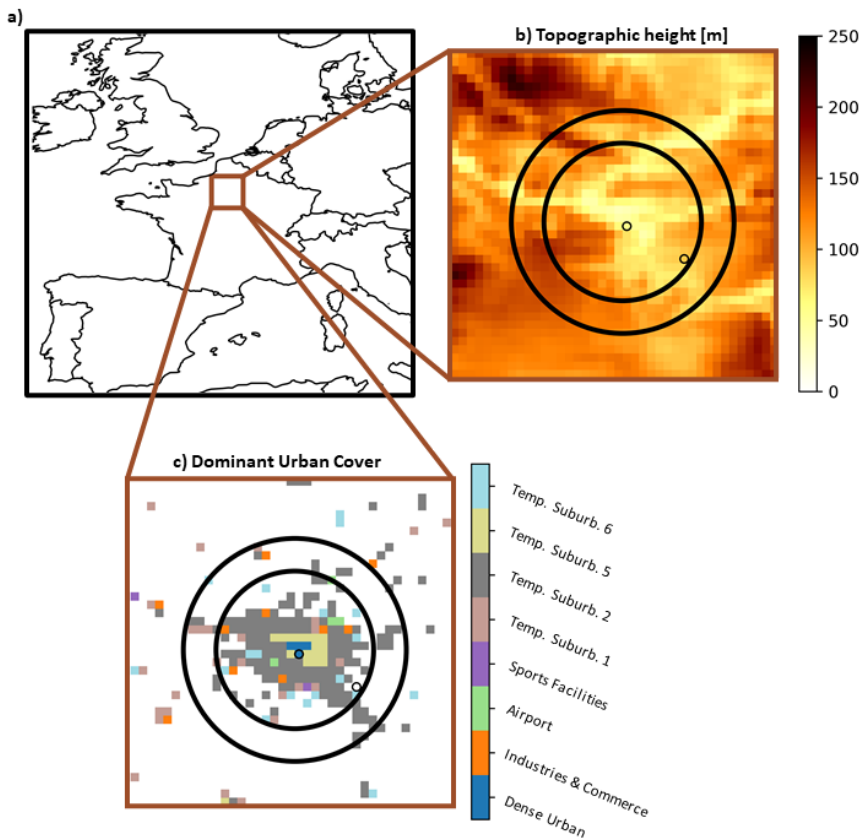 a)
b) Topographic height [m]
250
200
150
100
50
0
c) Dominant Urban Cover
Temp. Suburb. 6
Temp. Suburb. 5
Temp. Suburb. 2
Temp. Suburb. 1
Sports Facilities
Airport
Industries & Commerce
Dense Urban